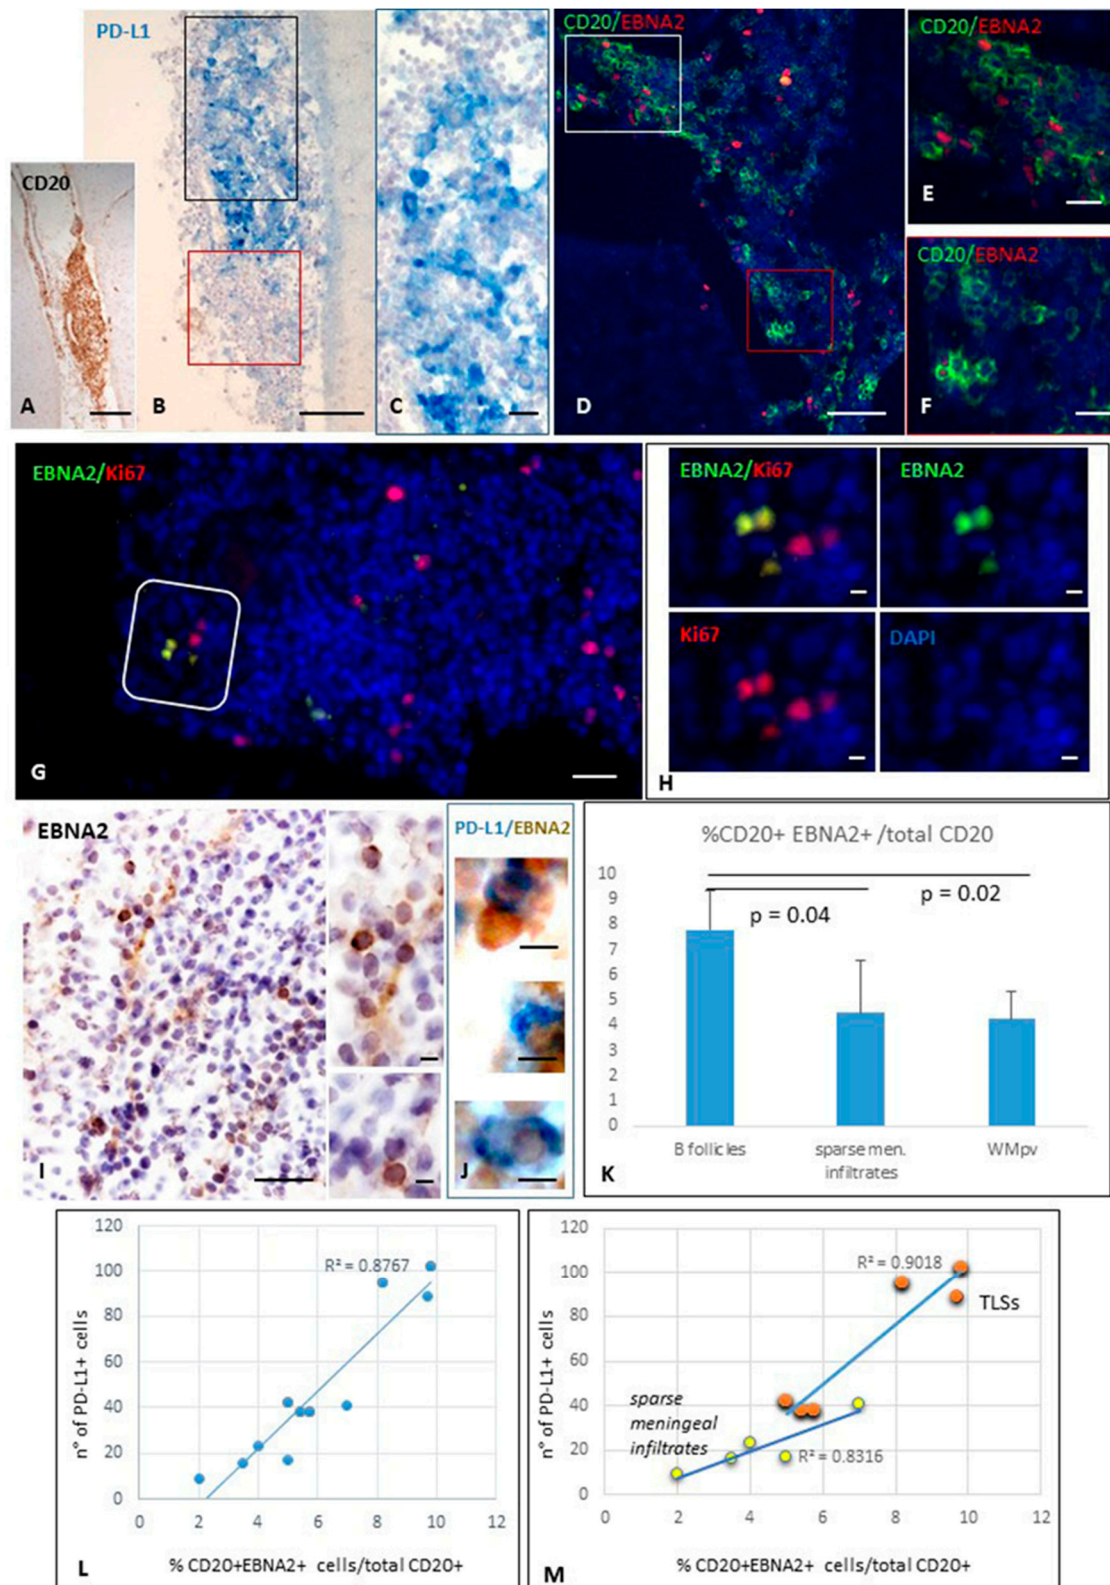 PD-L1
CD20
A
B
C
CD20/EBNA2
D
CD20/EBNA2
E
CD20/EBNA2
F
EBNA2/Ki67
G
EBNA2/Ki67
EBNA2
Ki67
DAPI
H
EBNA2
I
PD-L1/EBNA2
J
%CD20+ EBNA2+ /total CD20
10
9
8
7
6
5
4
3
2
1
0
p = 0.04
p = 0.02
B follicles
sparse men.
infiltrates
WMpv
K
120
100
80
60
40
20
0
n° of PD-L1+ cells
R² = 0.8767
0 2 4 6 8 10 12
% CD20+EBNA2+ cells/total CD20+
L
120
100
80
60
40
20
0
n° of PD-L1+ cells
R² = 0.9018
TLSs
sparse
meningeal
infiltrates
R² = 0.8316
0 2 4 6 8 10 12
% CD20+EBNA2+ cells/total CD20+
M